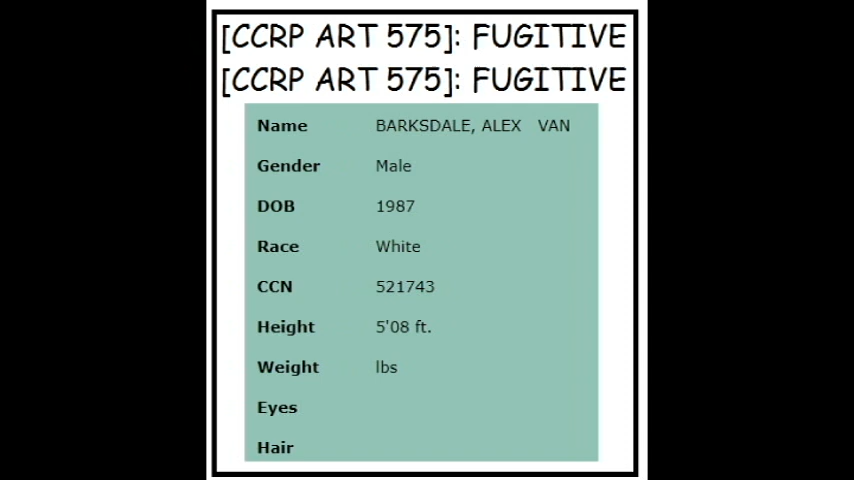 [CCRP ART 575]: FUGITIVE
[CCRP ART 575]: FUGITIVE
Name BARKSDALE, ALEX VAN
Gender Male
DOB 1987
Race White
CCN 521743
Height 5'08 ft.
Weight lbs
Eyes
Hair